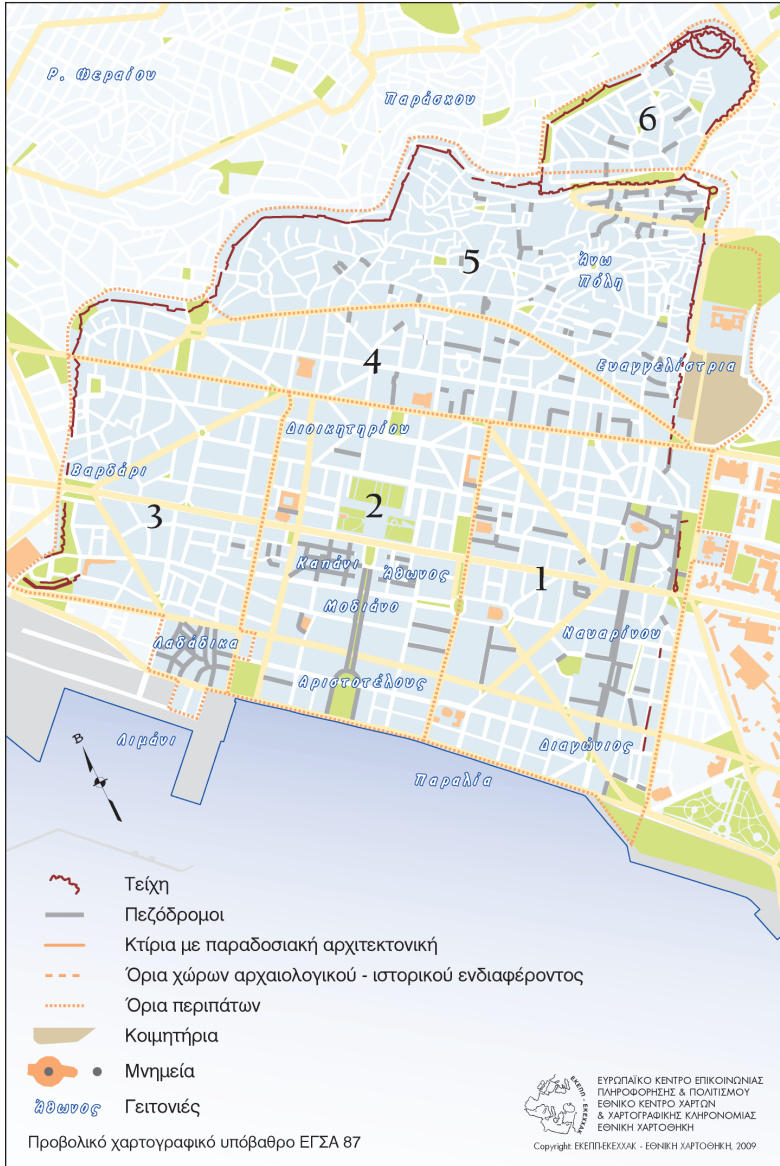 Ρ. Φεραίου
Παράσχου
6
5
Άνω
Πόλη
4
Ευαγγελίστρια
Διοικητηρίου
Βαρδάρι
3
2
Καπάνι
Άθωνος
1
Μοδιάνο
Ναυαρίνου
Λαδάδικα
Αριστοτέλους
Λιμάνι
Διαγώνιος
Β
Παραλία
Τείχη
Πεζόδρομοι
Κτίρια με παραδοσιακή αρχιτεκτονική
Όρια χώρων αρχαιολογικού - ιστορικού ενδιαφέροντος
Όρια περιπάτων
Κοιμητήρια
Μνημεία
Άθωνος Γειτονιές
Προβολικό χαρτογραφικό υπόβαθρο ΕΓΣΑ 87
ΕΚΕΠΠ - ΕΚΕΧΧΑΚ
ΕΥΡΩΠΑΪΚΟ ΚΕΝΤΡΟ ΕΠΙΚΟΙΝΩΝΙΑΣ
ΠΛΗΡΟΦΟΡΗΣΗΣ & ΠΟΛΙΤΙΣΜΟΥ
ΕΘΝΙΚΟ ΚΕΝΤΡΟ ΧΑΡΤΩΝ
& ΧΑΡΤΟΓΡΑΦΙΚΗΣ ΚΛΗΡΟΝΟΜΙΑΣ
ΕΘΝΙΚΗ ΧΑΡΤΟΘΗΚΗ
Copyright: ΕΚΕΠΠ-ΕΚΕΧΧΑΚ - ΕΘΝΙΚΗ ΧΑΡΤΟΘΗΚΗ, 2009